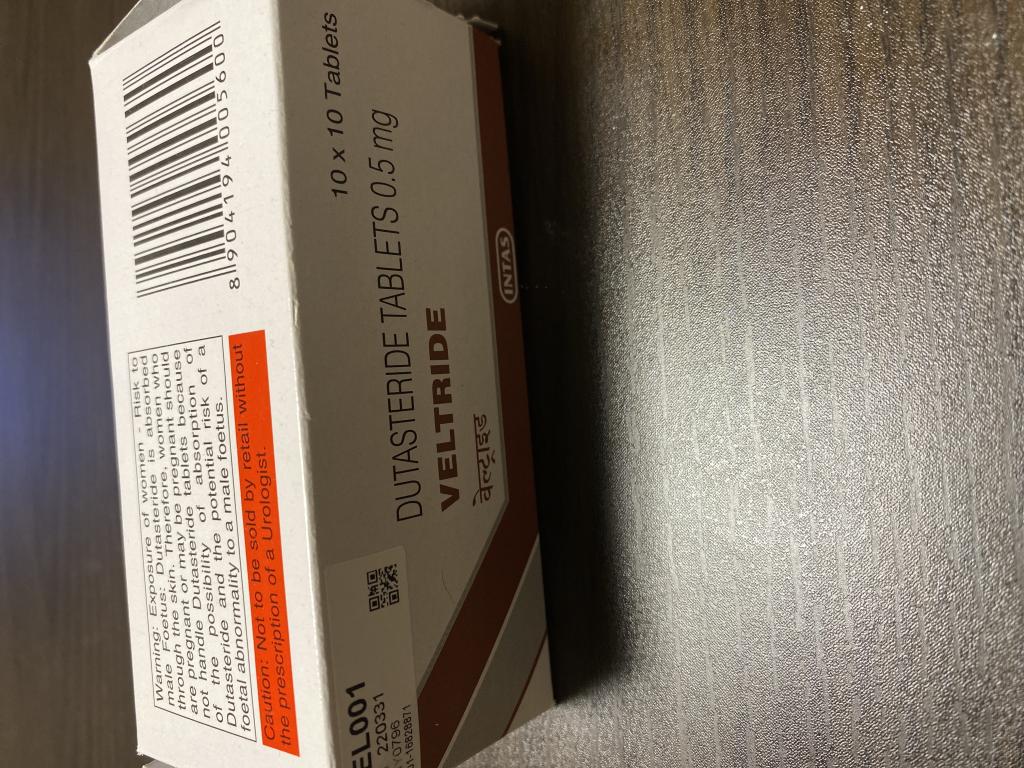 8 904194 005600
Warning: "Exposure of women" - Risk to
male Foetus: Dutasteride is absorbed
through the skin. Therefore, women who
are pregnant or may be pregnant should
not handle Dutasteride tablets because
of the possibility of absorption of
Dutasteride and the potential risk of a
foetal abnormality to a male foetus.
Caution: Not to be sold by retail without
the prescription of a Urologist.
10 x 10 Tablets
DUTASTERIDE TABLETS 0.5 mg
VELTRIDE
वेल्ट्राइड
INTAS
EL001
220331
0796
01-16828871